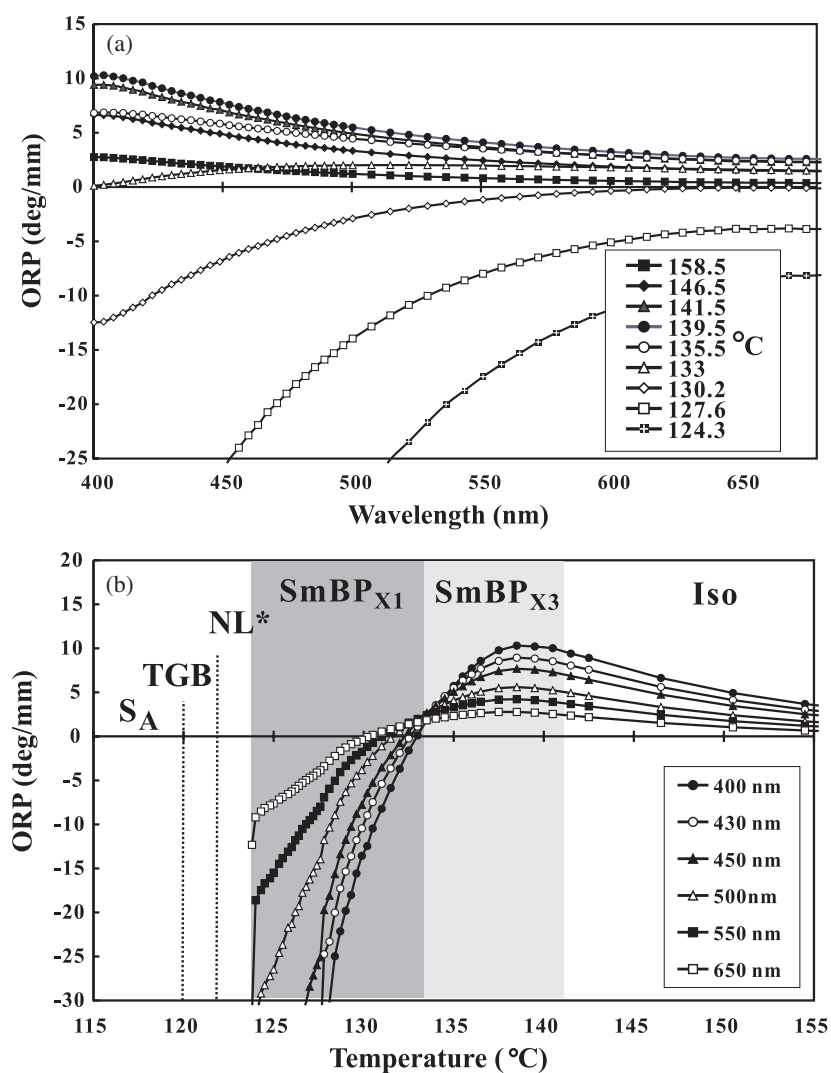 (a)
15
10
5
0
-5
-10
-15
-20
-25
ORP (deg/mm)
400 450 500 550 600 650
Wavelength (nm)
158.5
146.5
141.5
139.5
135.5
133
130.2
127.6
124.3
°C
(b)
20
15
10
5
0
-5
-10
-15
-20
-25
-30
ORP (deg/mm)
SmBPX1
SmBPX3
Iso
NL*
TGB
SA
400 nm
430 nm
450 nm
500nm
550 nm
650 nm
115 120 125 130 135 140 145 150 155
Temperature (°C)